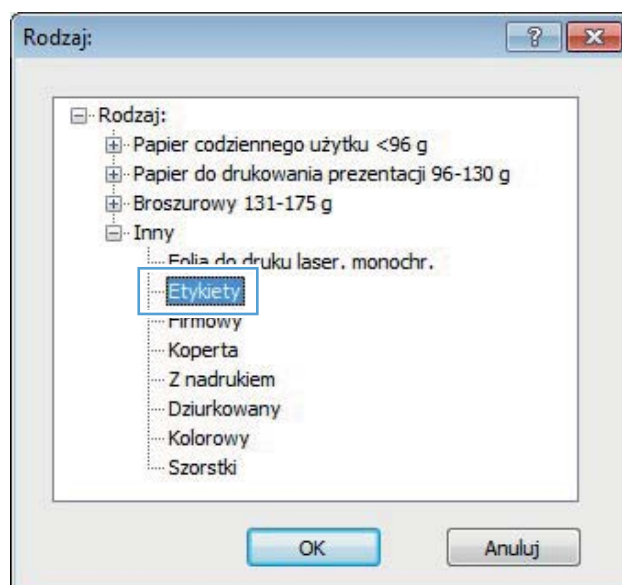 Rodzaj:
Rodzaj:
Papier codziennego użytku <96 g
Papier do drukowania prezentacji 96-130 g
Broszurowy 131-175 g
Inny
Folia do druku laser. monochr.
Etykiety
Firmowy
Koperta
Z nadrukiem
Dziurkowany
Kolorowy
Szorstki
OK Anuluj